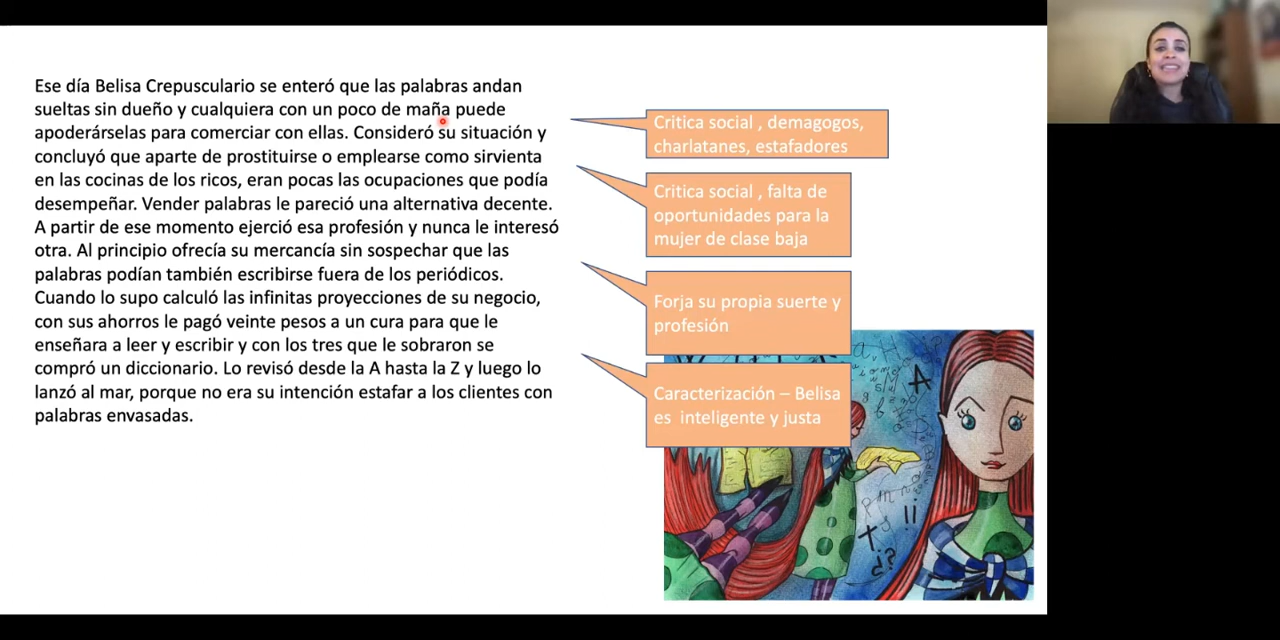 Ese día Belisa Crepusculario se enteró que las palabras andan
sueltas sin dueño y cualquiera con un poco de maña puede
apoderárselas para comerciar con ellas. Consideró su situación y
concluyó que aparte de prostituirse o emplearse como sirvienta
en las cocinas de los ricos, eran pocas las ocupaciones que podía
desempeñar. Vender palabras le pareció una alternativa decente.
A partir de ese momento ejerció esa profesión y nunca le interesó
otra. Al principio ofrecía su mercancía sin sospechar que las
palabras podían también escribirse fuera de los periódicos.
Cuando lo supo calculó las infinitas proyecciones de su negocio,
con sus ahorros le pagó veinte pesos a un cura para que le
enseñara a leer y escribir y con los tres que le sobraron se
compró un diccionario. Lo revisó desde la A hasta la Z y luego lo
lanzó al mar, porque no era su intención estafar a los clientes con
palabras envasadas.
Critica social , demagogos,
charlatanes, estafadores
Critica social , falta de
oportunidades para la
mujer de clase baja
Forja su propia suerte y
profesión
Caracterización – Belisa
es inteligente y justa
A
¡¡
¿?